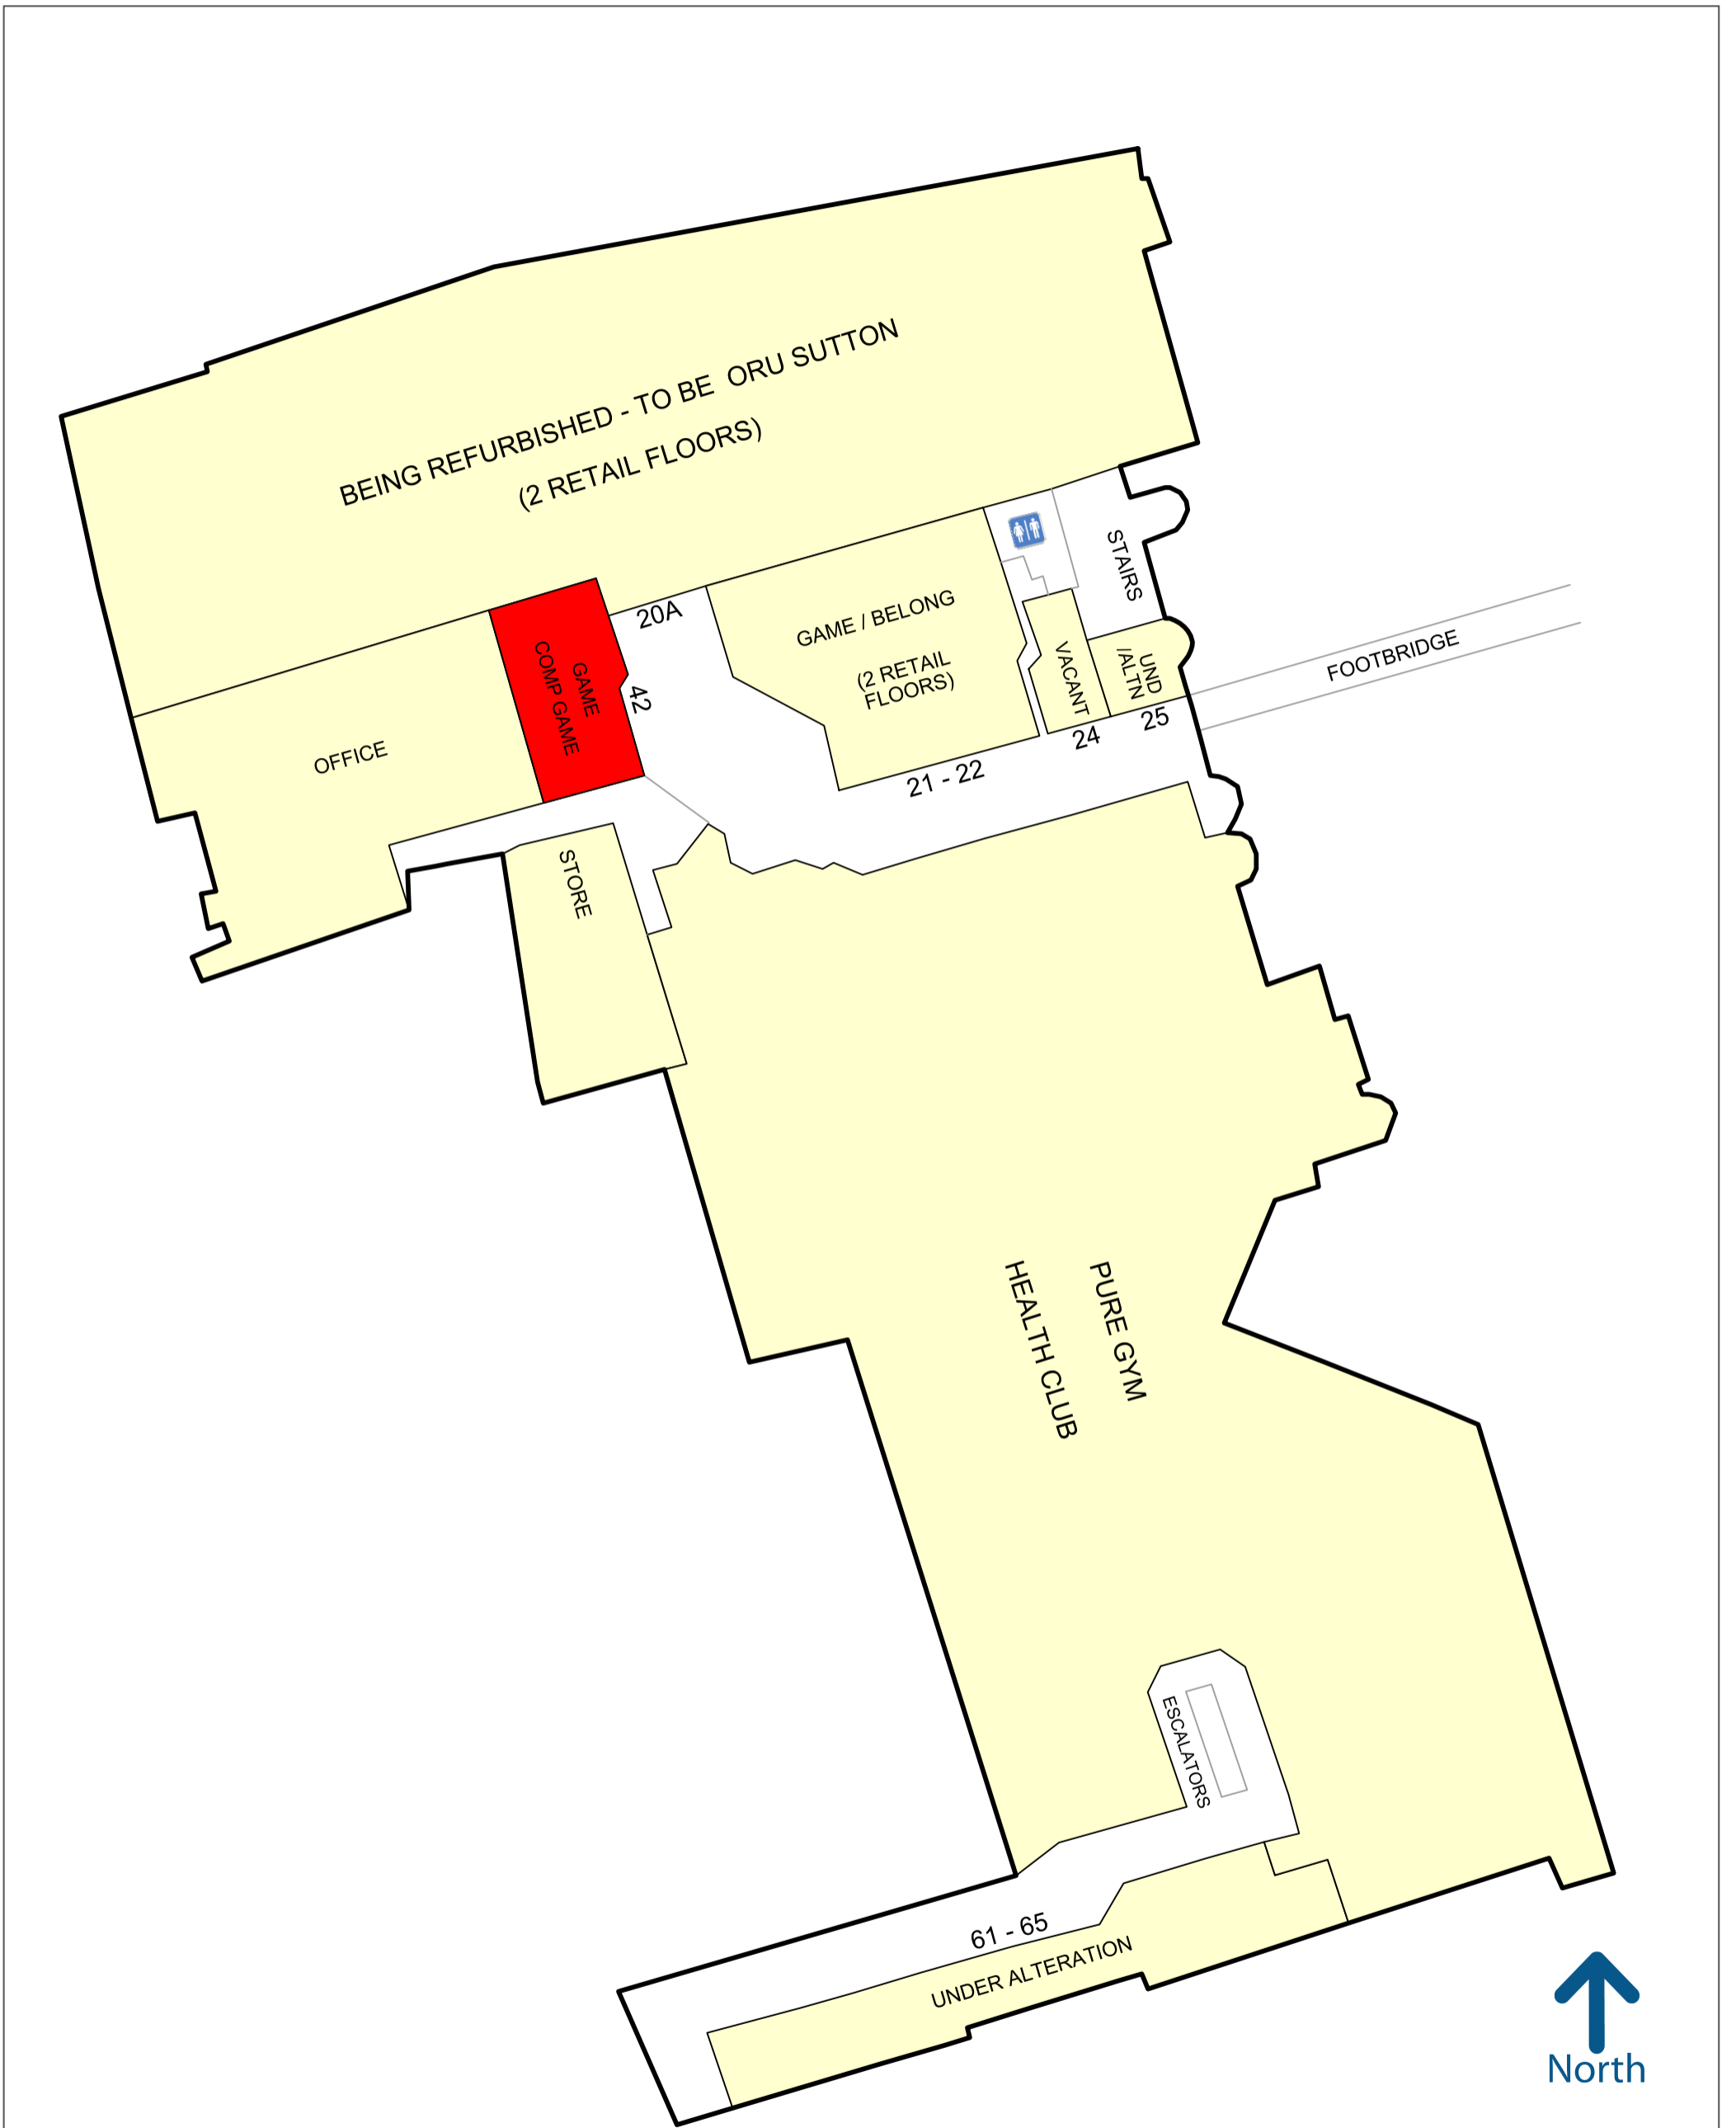 BEING REFURBISHED - TO BE ORU SUTTON
(2 RETAIL FLOORS)
STAIRS
20A
GAME / BELONG
(2 RETAIL
FLOORS)
GAME
COMP GAME
42
VACANT
UND
/ALTN
FOOTBRIDGE
OFFICE
21 - 22
24
25
STORE
PURE GYM
HEALTH CLUB
ESCALATORS
61 - 65
UNDER ALTERATION
North